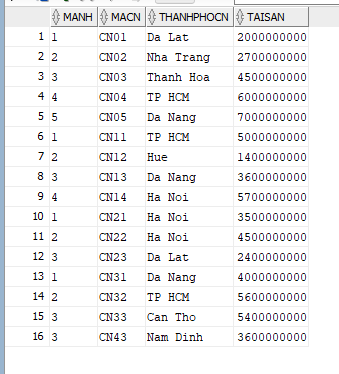 MANH MACN THANHPHOCN TAISAN
1 1 CN01 Da Lat 2000000000
2 2 CN02 Nha Trang 2700000000
3 3 CN03 Thanh Hoa 4500000000
4 4 CN04 TP HCM 6000000000
5 5 CN05 Da Nang 7000000000
6 1 CN11 TP HCM 5000000000
7 2 CN12 Hue 1400000000
8 3 CN13 Da Nang 3600000000
9 4 CN14 Ha Noi 5700000000
10 1 CN21 Ha Noi 3500000000
11 2 CN22 Ha Noi 4500000000
12 3 CN23 Da Lat 2400000000
13 1 CN31 Da Nang 4000000000
14 2 CN32 TP HCM 5600000000
15 3 CN33 Can Tho 5400000000
16 3 CN43 Nam Dinh 3600000000